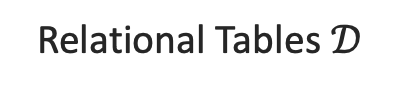 Relational Tables 𝒟